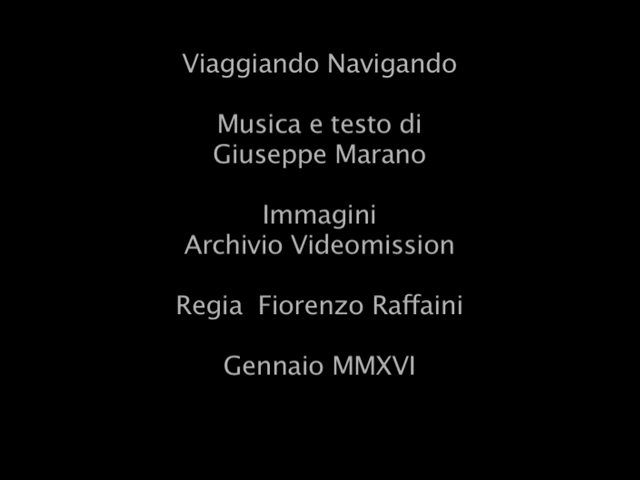 Viaggiando Navigando
Musica e testo di
Giuseppe Marano
Immagini
Archivio Videomission
Regia  Fiorenzo Raffaini
Gennaio MMXVI